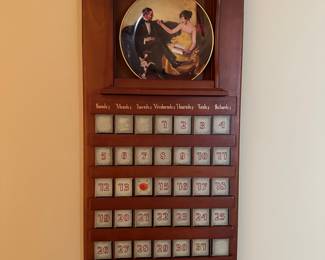 Sunday Monday Tuesday Wednesday Thursday Friday Saturday
1 2 3 4
5 6 7 8 9 10 11
12 13 15 16 17 18
19 20 21 22 23 24 25
26 27 28 29 30 31